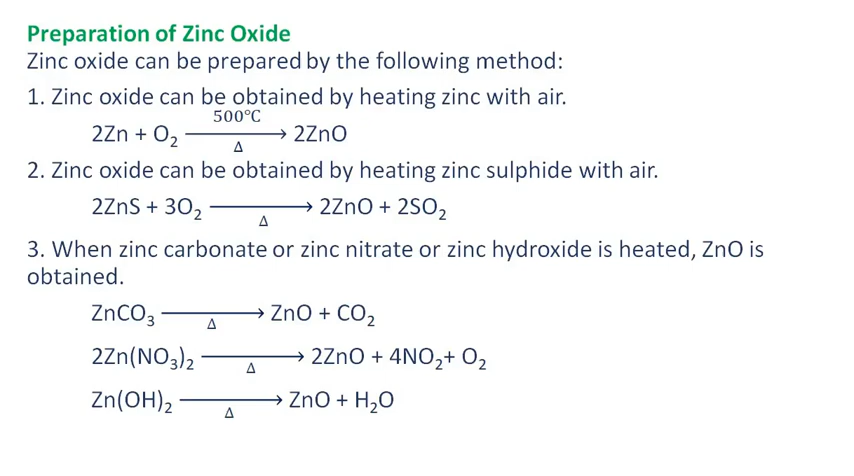 Preparation of Zinc Oxide
Zinc oxide can be prepared by the following method:
1. Zinc oxide can be obtained by heating zinc with air.
500℃
2Zn + O₂ ⟶ 2ZnO
Δ
2. Zinc oxide can be obtained by heating zinc sulphide with air.
2ZnS + 3O₂ ⟶ 2ZnO + 2SO₂
Δ
3. When zinc carbonate or zinc nitrate or zinc hydroxide is heated, ZnO is
obtained.
ZnCO₃ ⟶ ZnO + CO₂
Δ
2Zn(NO₃)₂ ⟶ 2ZnO + 4NO₂+ O₂
Δ
Zn(OH)₂ ⟶ ZnO + H₂O
Δ